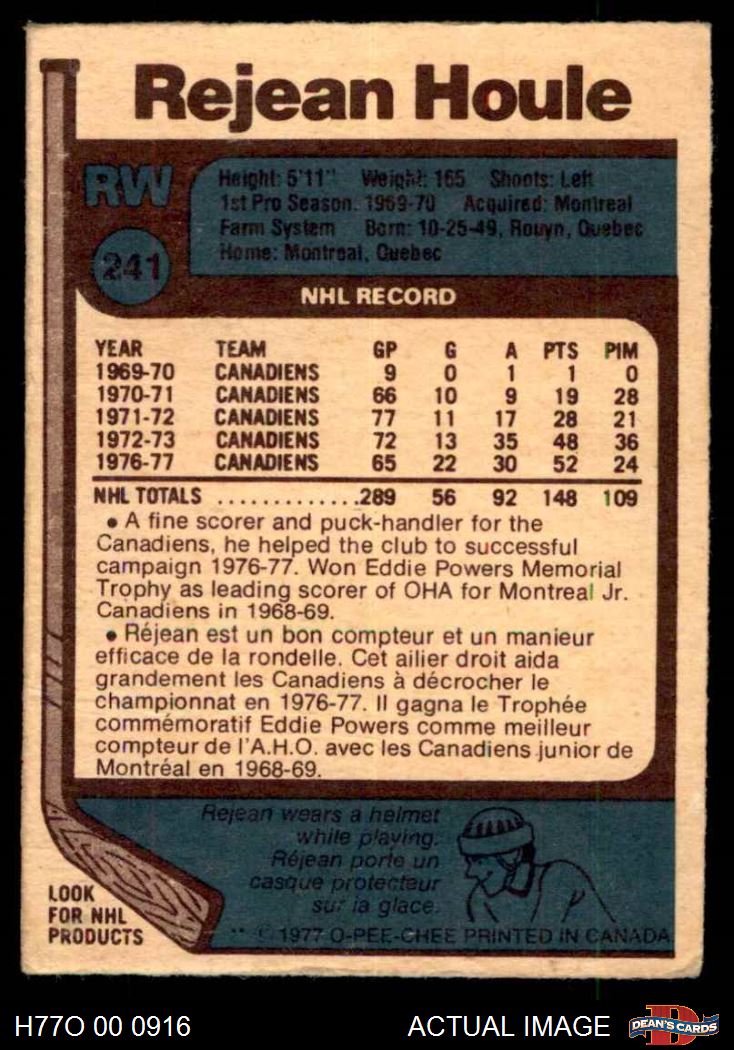 Rejean Houle
RW
Height: 5'11" Weight: 165 Shoots: Left
1st Pro Season: 1969-70 Acquired: Montreal
Farm System Born: 10-25-49, Rouyn, Quebec
Home: Montreal, Quebec
241
NHL RECORD
YEAR TEAM GP G A PTS PIM
1969-70 CANADIENS 9 0 1 1 0
1970-71 CANADIENS 66 10 9 19 28
1971-72 CANADIENS 77 11 17 28 21
1972-73 CANADIENS 72 13 35 48 36
1976-77 CANADIENS 65 22 30 52 24
NHL TOTALS .............289 56 92 148 109
• A fine scorer and puck-handler for the
Canadiens, he helped the club to successful
campaign 1976-77. Won Eddie Powers Memorial
Trophy as leading scorer of OHA for Montreal Jr.
Canadiens in 1968-69.
• Réjean est un bon compteur et un manieur
efficace de la rondelle. Cet ailier droit aida
grandement les Canadiens à décrocher le
championnat en 1976-77. Il gagna le Trophée
commémoratif Eddie Powers comme meilleur
compteur de l'A.H.O. avec les Canadiens junior de
Montréal en 1968-69.
Rejean wears a helmet
while playing.
Réjean porte un
casque protecteur
sur la glace.
LOOK
FOR NHL
PRODUCTS
** © 1977 O-PEE-CHEE PRINTED IN CANADA
H77O 00 0916
ACTUAL IMAGE
D
DEAN'S CARDS